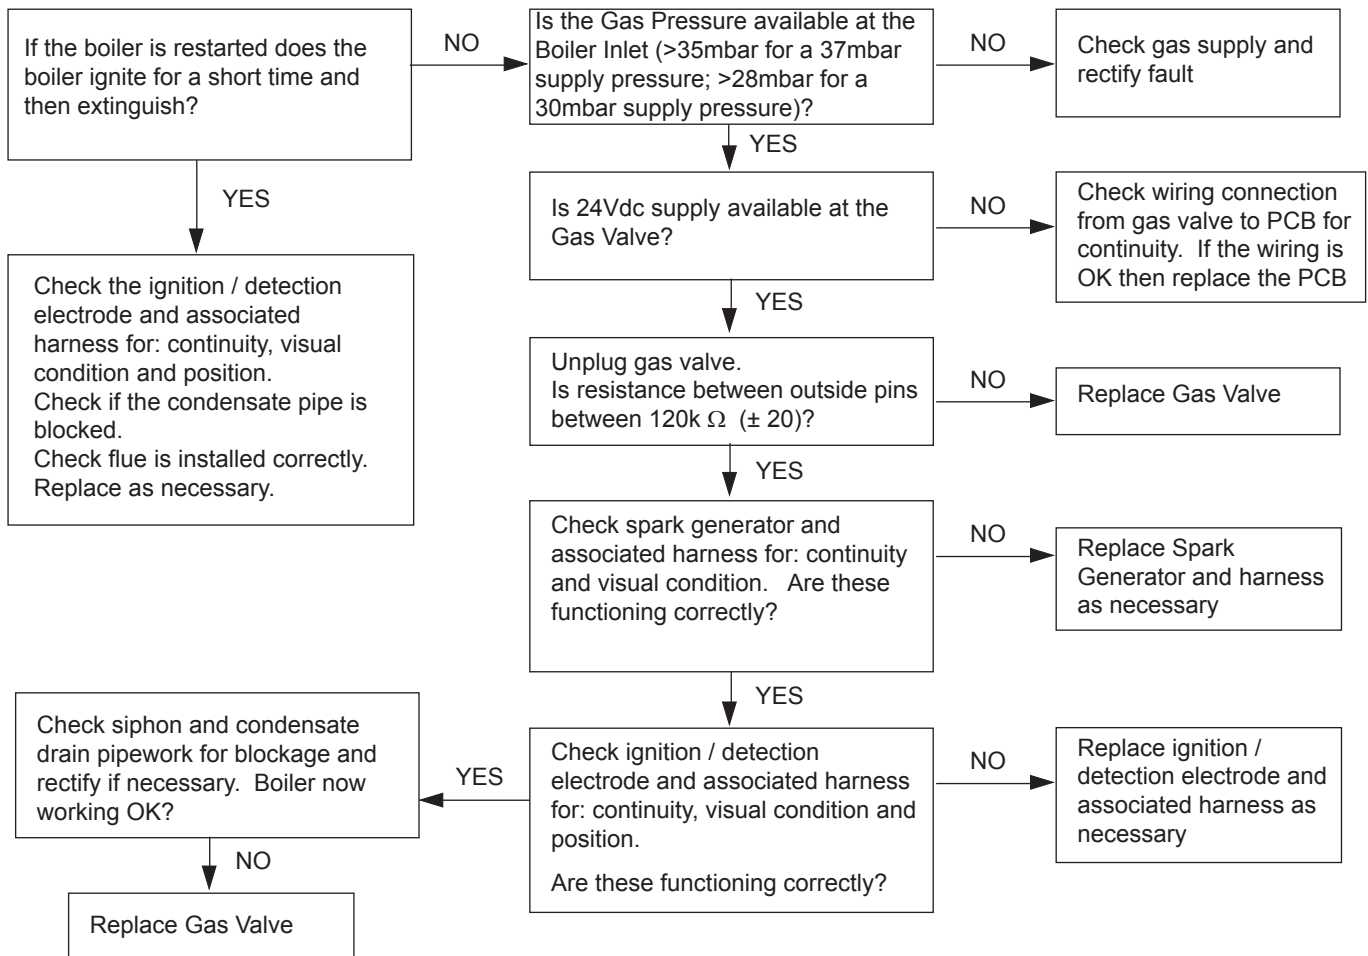 If the boiler is restarted does the
boiler ignite for a short time and
then extinguish?
NO
Is the Gas Pressure available at the
Boiler Inlet (>35mbar for a 37mbar
supply pressure; >28mbar for a
30mbar supply pressure)?
NO
Check gas supply and
rectify fault
YES
YES
Is 24Vdc supply available at the
Gas Valve?
NO
Check wiring connection
from gas valve to PCB for
continuity.  If the wiring is
OK then replace the PCB
Check the ignition / detection
electrode and associated
harness for: continuity, visual
condition and position.
Check if the condensate pipe is
blocked.
Check flue is installed correctly.
Replace as necessary.
YES
Unplug gas valve.
Is resistance between outside pins
between 120k Ω  (± 20)?
NO
Replace Gas Valve
YES
Check spark generator and
associated harness for: continuity
and visual condition.   Are these
functioning correctly?
NO
Replace Spark
Generator and harness
as necessary
YES
Check ignition / detection
electrode and associated harness
for: continuity, visual condition and
position.
Are these functioning correctly?
NO
Replace ignition /
detection electrode and
associated harness as
necessary
YES
Check siphon and condensate
drain pipework for blockage and
rectify if necessary.  Boiler now
working OK?
NO
Replace Gas Valve